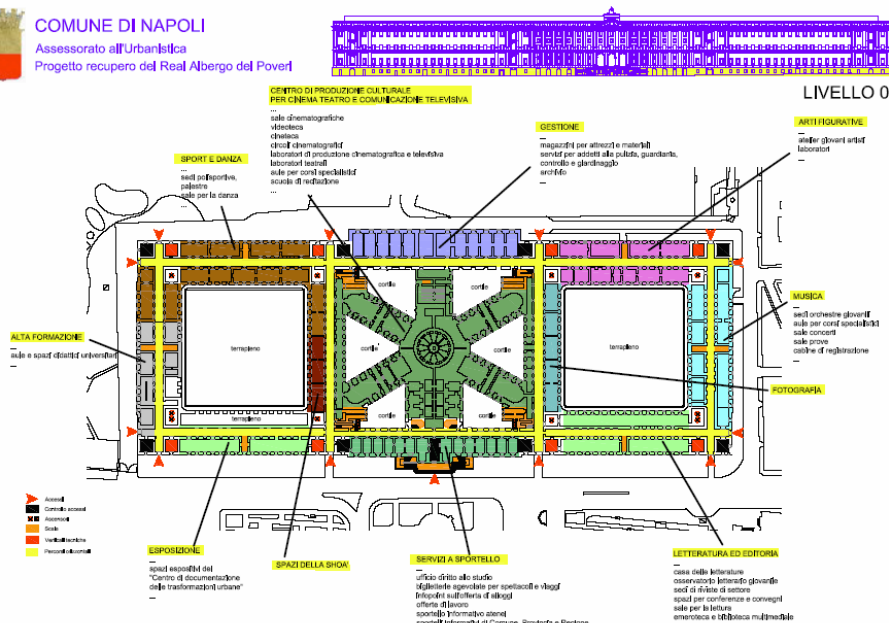 COMUNE DI NAPOLI
Assessorato all'Urbanistica
Progetto recupero del Real Albergo dei Poveri
LIVELLO 0
CENTRO DI PRODUZIONE CULTURALE
PER CINEMA TEATRO E COMUNICAZIONE TELEVISIVA
...
sale cinematografiche
videoteca
cineteca
circoli cinematografici
laboratori di produzione cinematografica e televisiva
laboratori teatrali
aule per corsi specialistici
scuola di recitazione
...
SPORT E DANZA
...
sedi polisportive,
palestre
sale per la danza
...
GESTIONE
...
magazzini per attrezzi e materiali
servizi per addetti alla pulizia, guardiania,
controllo e giardinaggio
archivio
...
ARTI FIGURATIVE
...
atelier giovani artisti
laboratori
...
ALTA FORMAZIONE
...
aule e spazi didattici universitari
...
MUSICA
...
sedi orchestre giovanili
aule per corsi specialistici
sale concerti
sale prove
cabine di registrazione
...
FOTOGRAFIA
cortile
cortile
cortile
cortile
cortile
cortile
terrapieno
terrapieno
terrapieno
Accessi
Controllo accessi
Ascensori
Scale
Verticali tecniche
Percorsi orizzontali
ESPOSIZIONE
...
spazi espositivi del
"Centro di documentazione
delle trasformazioni urbane"
...
SPAZI DELLA SHOA'
SERVIZI A SPORTELLO
...
ufficio diritto allo studio
biglietterie agevolate per spettacoli e viaggi
infopoint sull'offerta di alloggi
offerte di lavoro
sportello informativo atenei
sportelli informativi di Comune, Provincia e Regione
LETTERATURA ED EDITORIA
...
casa delle letterature
osservatorio letterario giovanile
sedi di riviste di settore
spazi per conferenze e convegni
sale per la lettura
emeroteca e biblioteca multimediale